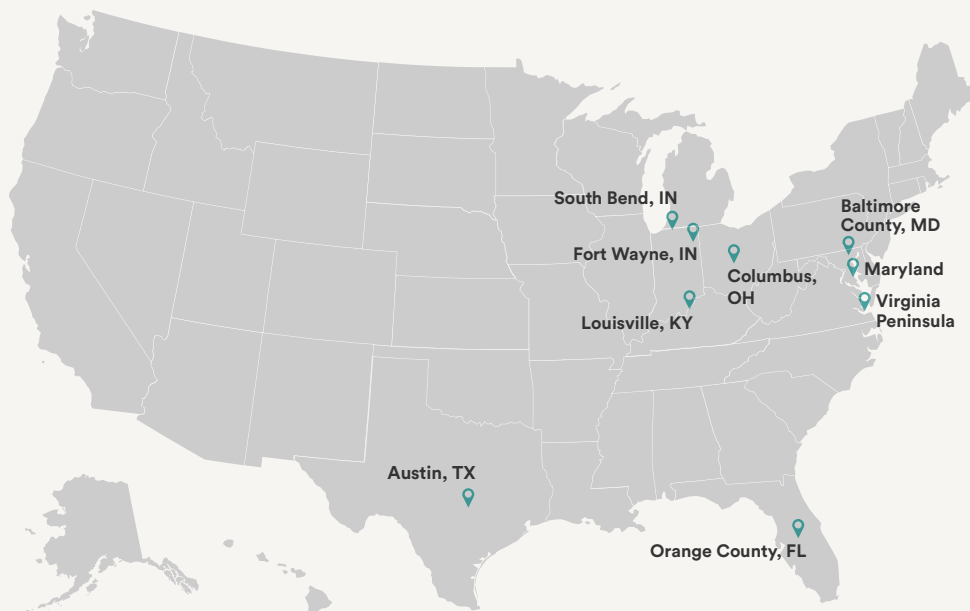 South Bend, IN
Baltimore
County, MD
Fort Wayne, IN
Maryland
Columbus,
OH
Virginia
Peninsula
Louisville, KY
Austin, TX
Orange County, FL